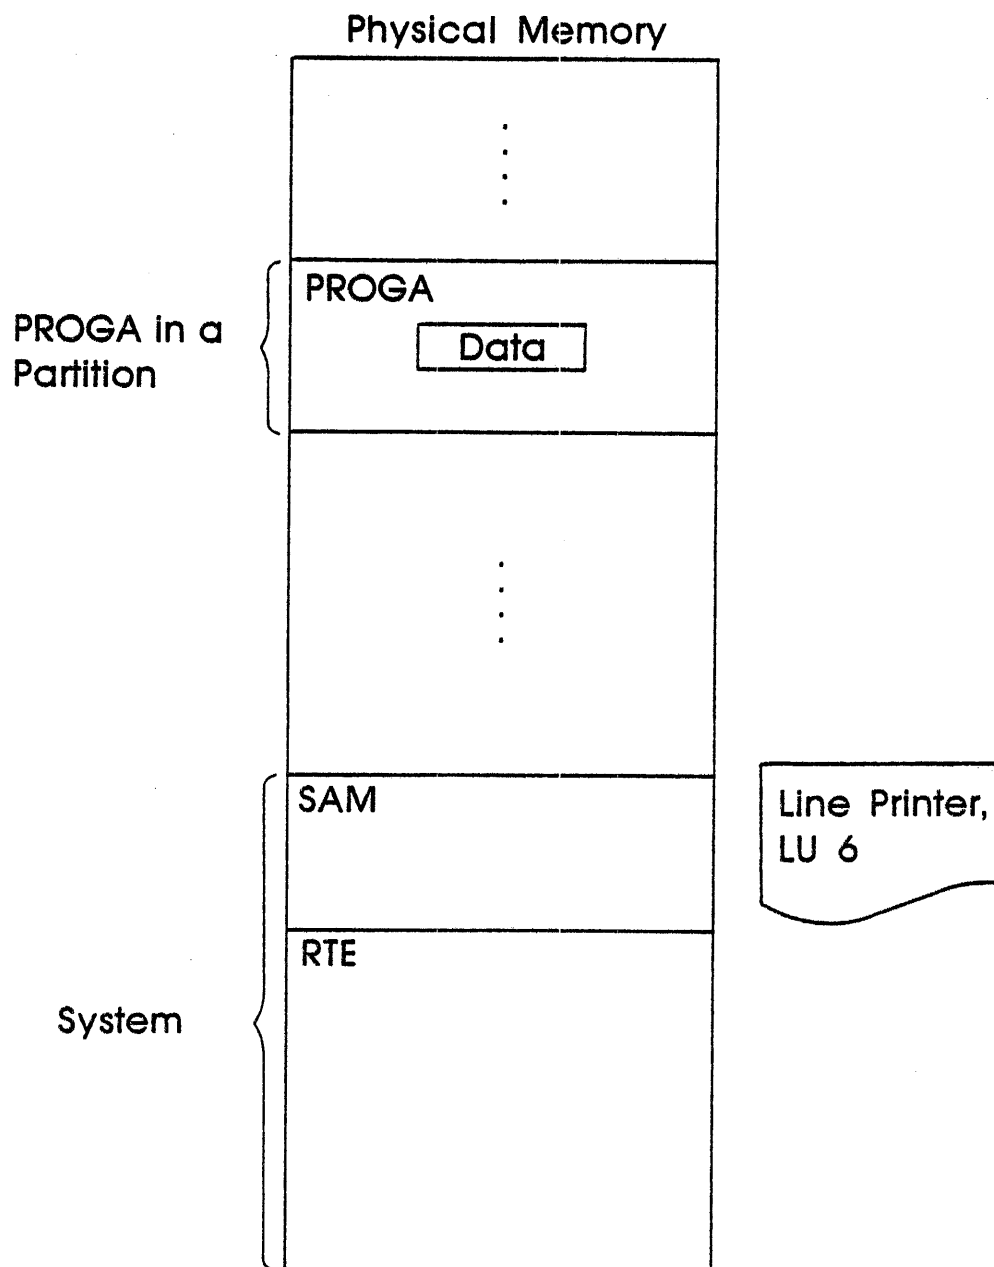 Physical Memory
PROGA
Data
PROGA in a
Partition
SAM
Line Printer,
LU 6
RTE
System